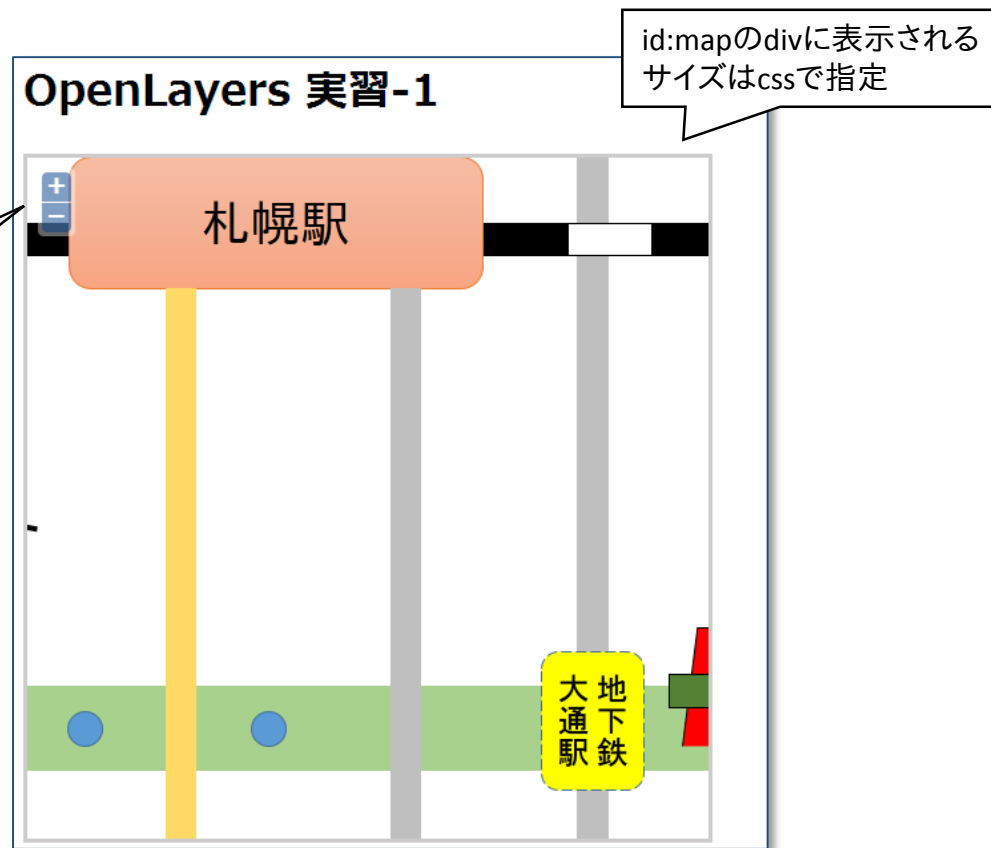 id:mapのdivに表示される
サイズはcssで指定
OpenLayers 実習-1
+
−
札幌駅
地下鉄
大通駅